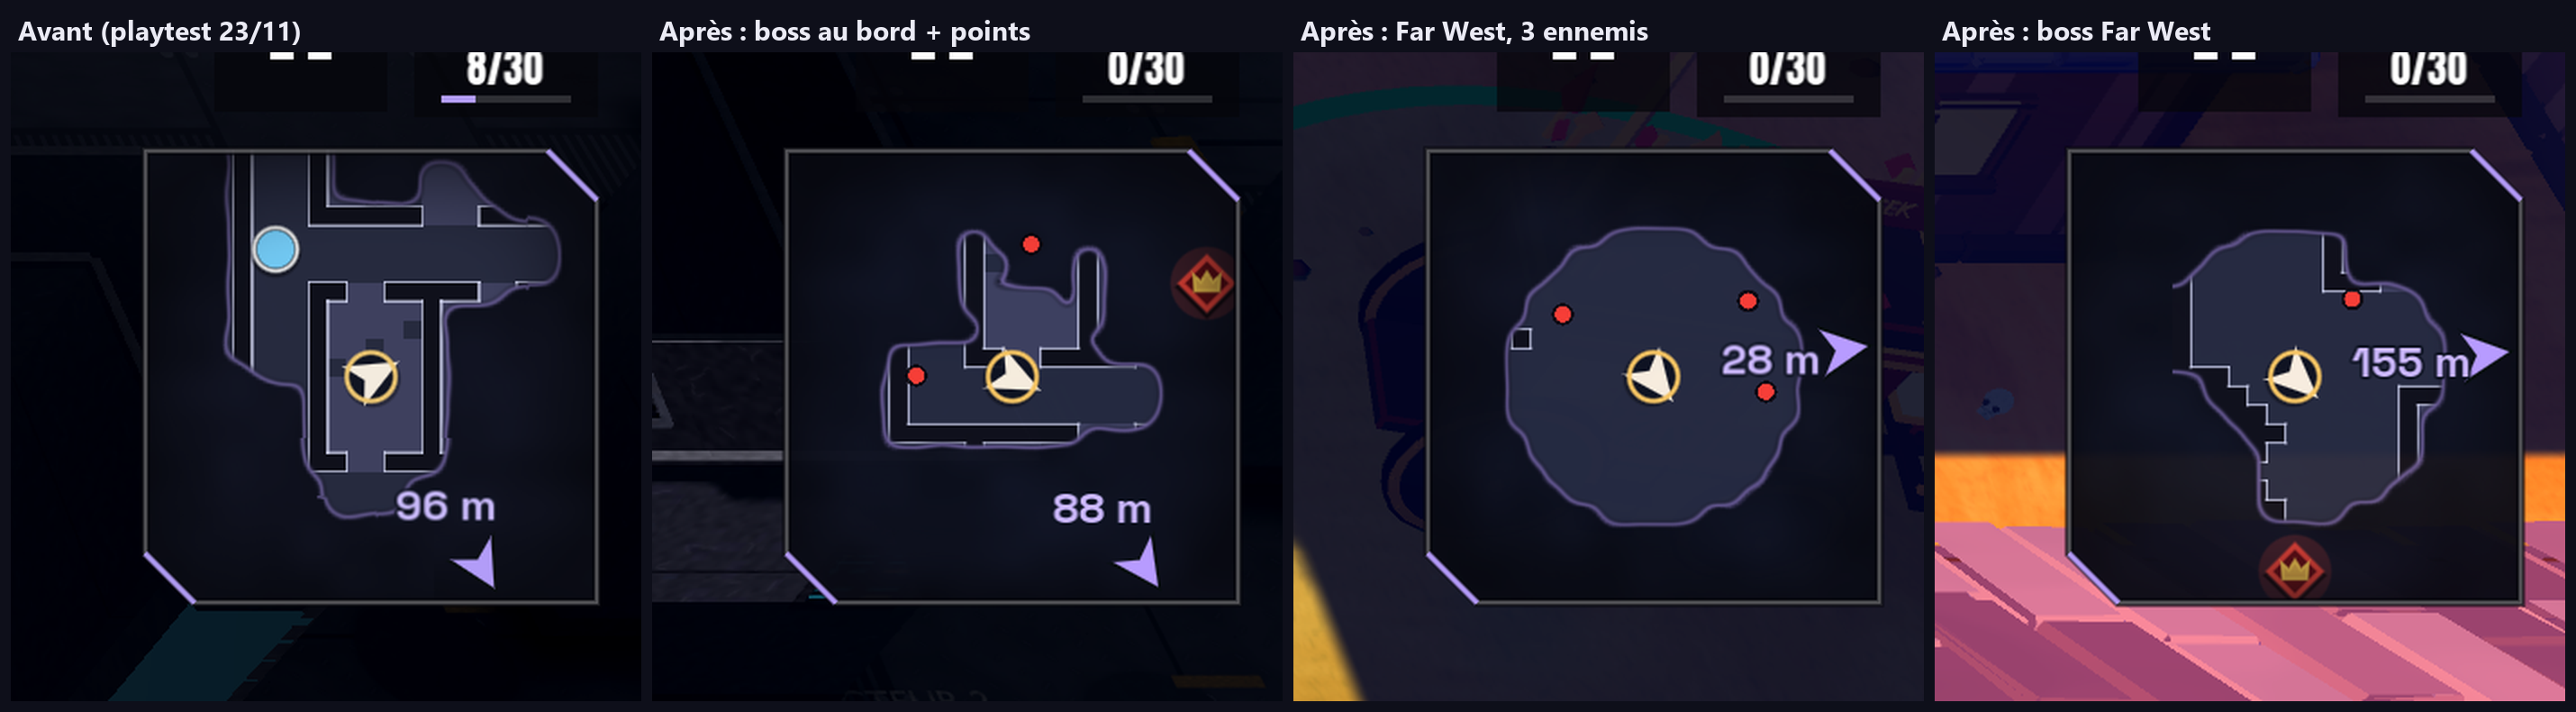 Avant (playtest 23/11)
8/30
96 m
Après : boss au bord + points
0/30
88 m
Après : Far West, 3 ennemis
0/30
28 m
Après : boss Far West
0/30
155 m